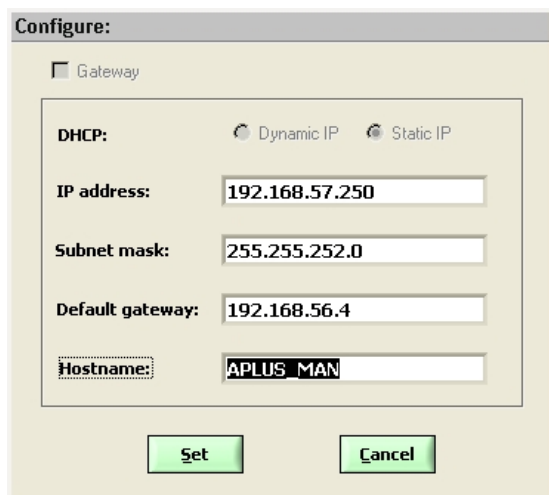 Configure:
Gateway
DHCP: Dynamic IP Static IP
IP address: 192.168.57.250
Subnet mask: 255.255.252.0
Default gateway: 192.168.56.4
Hostname: APLUS_MAN
Set Cancel